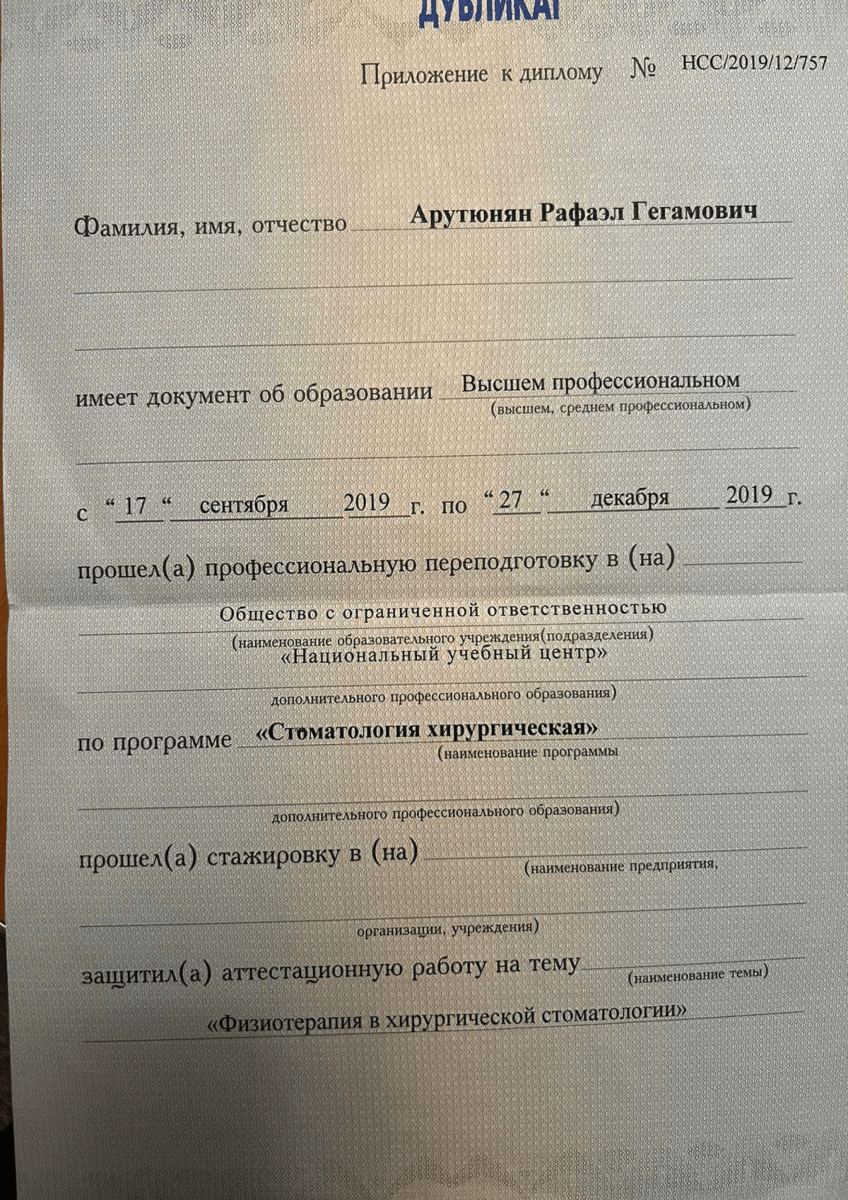 ДУБЛИКАТ
Приложение к диплому № НСС/2019/12/757
Фамилия, имя, отчество Арутюнян Рафаэл Гегамович
имеет документ об образовании Высшем профессиональном
(высшем, среднем профессиональном)
с “ 17 “ сентября 2019 г. по “ 27 “ декабря 2019 г.
прошел(а) профессиональную переподготовку в (на)
Общество с ограниченной ответственностью
(наименование образовательного учреждения(подразделения)
«Национальный учебный центр»
дополнительного профессионального образования)
по программе «Стоматология хирургическая»
(наименование программы
дополнительного профессионального образования)
прошел(а) стажировку в (на)
(наименование предприятия,
организации, учреждения)
защитил(а) аттестационную работу на тему
(наименование темы)
«Физиотерапия в хирургической стоматологии»